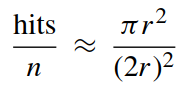 hits / n ≈ πr² / (2r)²